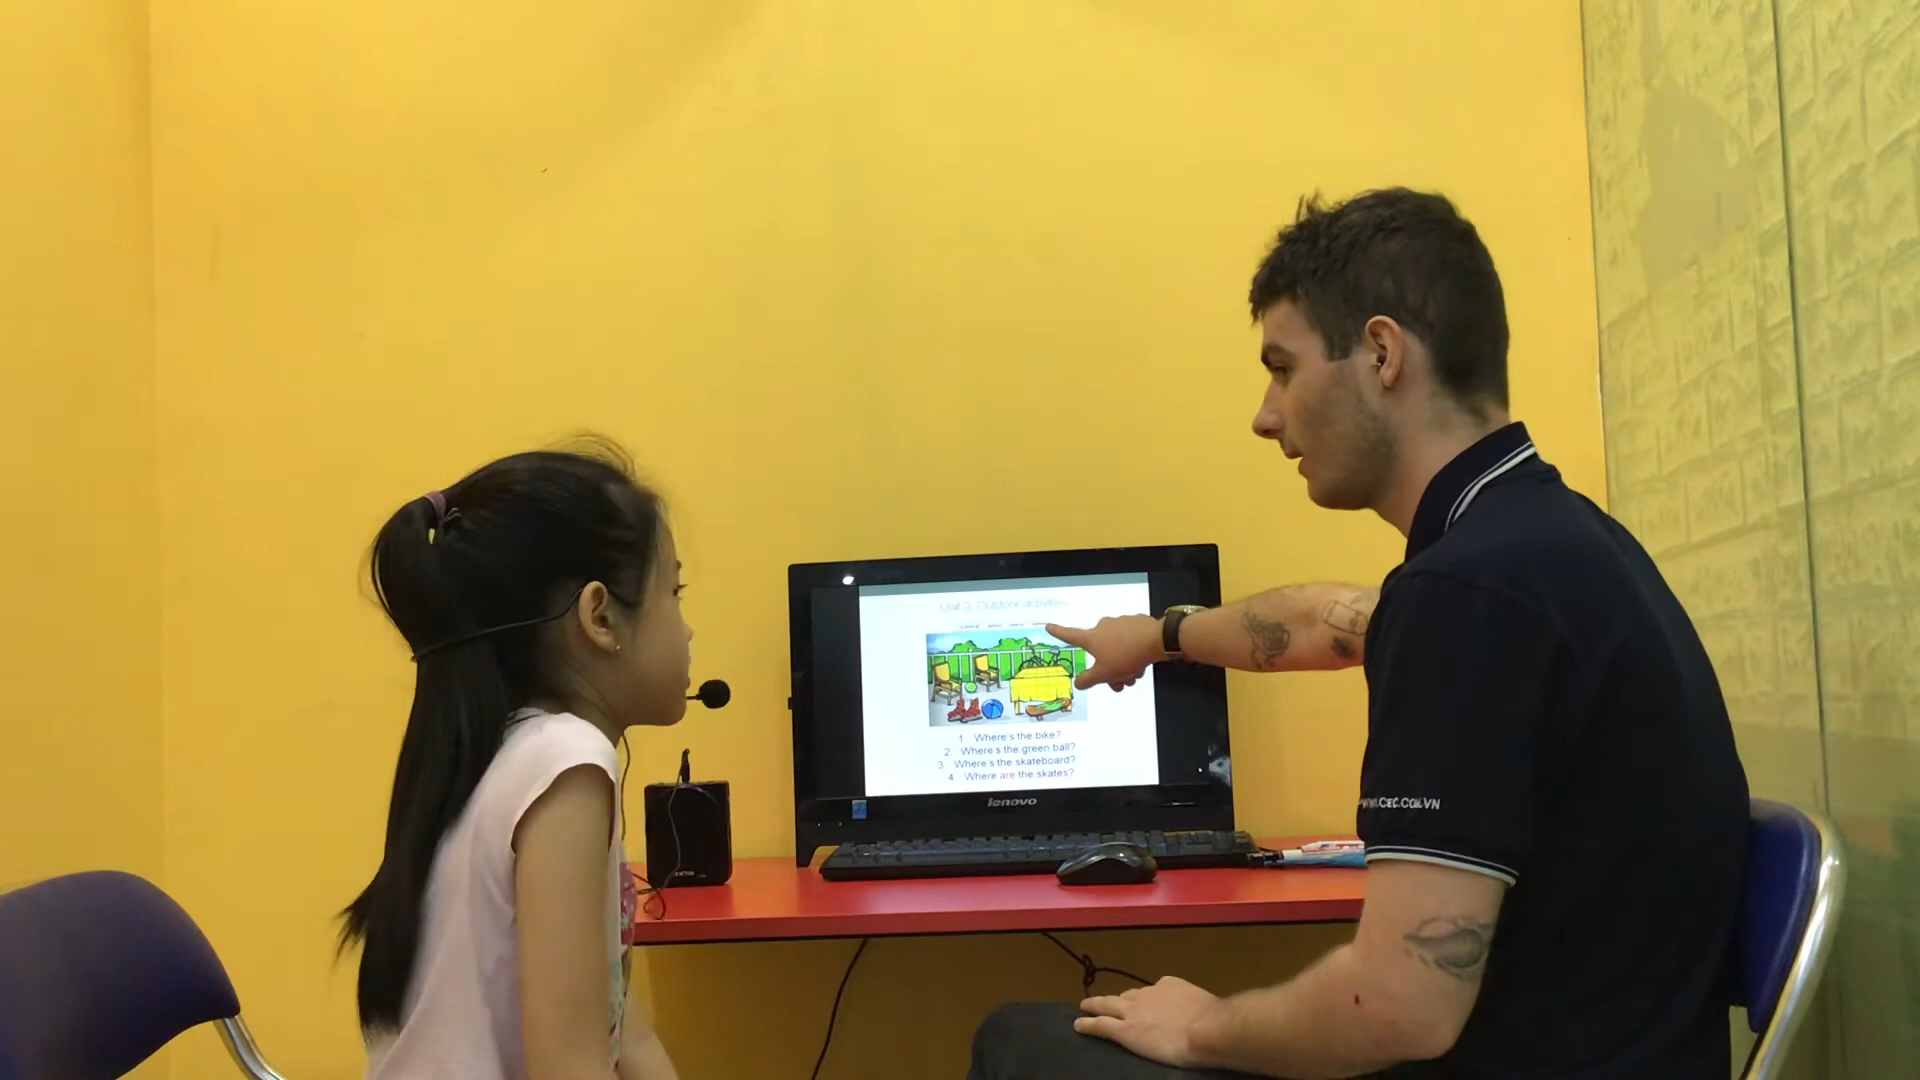 Unit 3: Outdoor activities
1 Where's the bike?
2 Where's the green ball?
3 Where's the skateboard?
4 Where are the skates?
lenovo
WWW.CEC.COM.VN